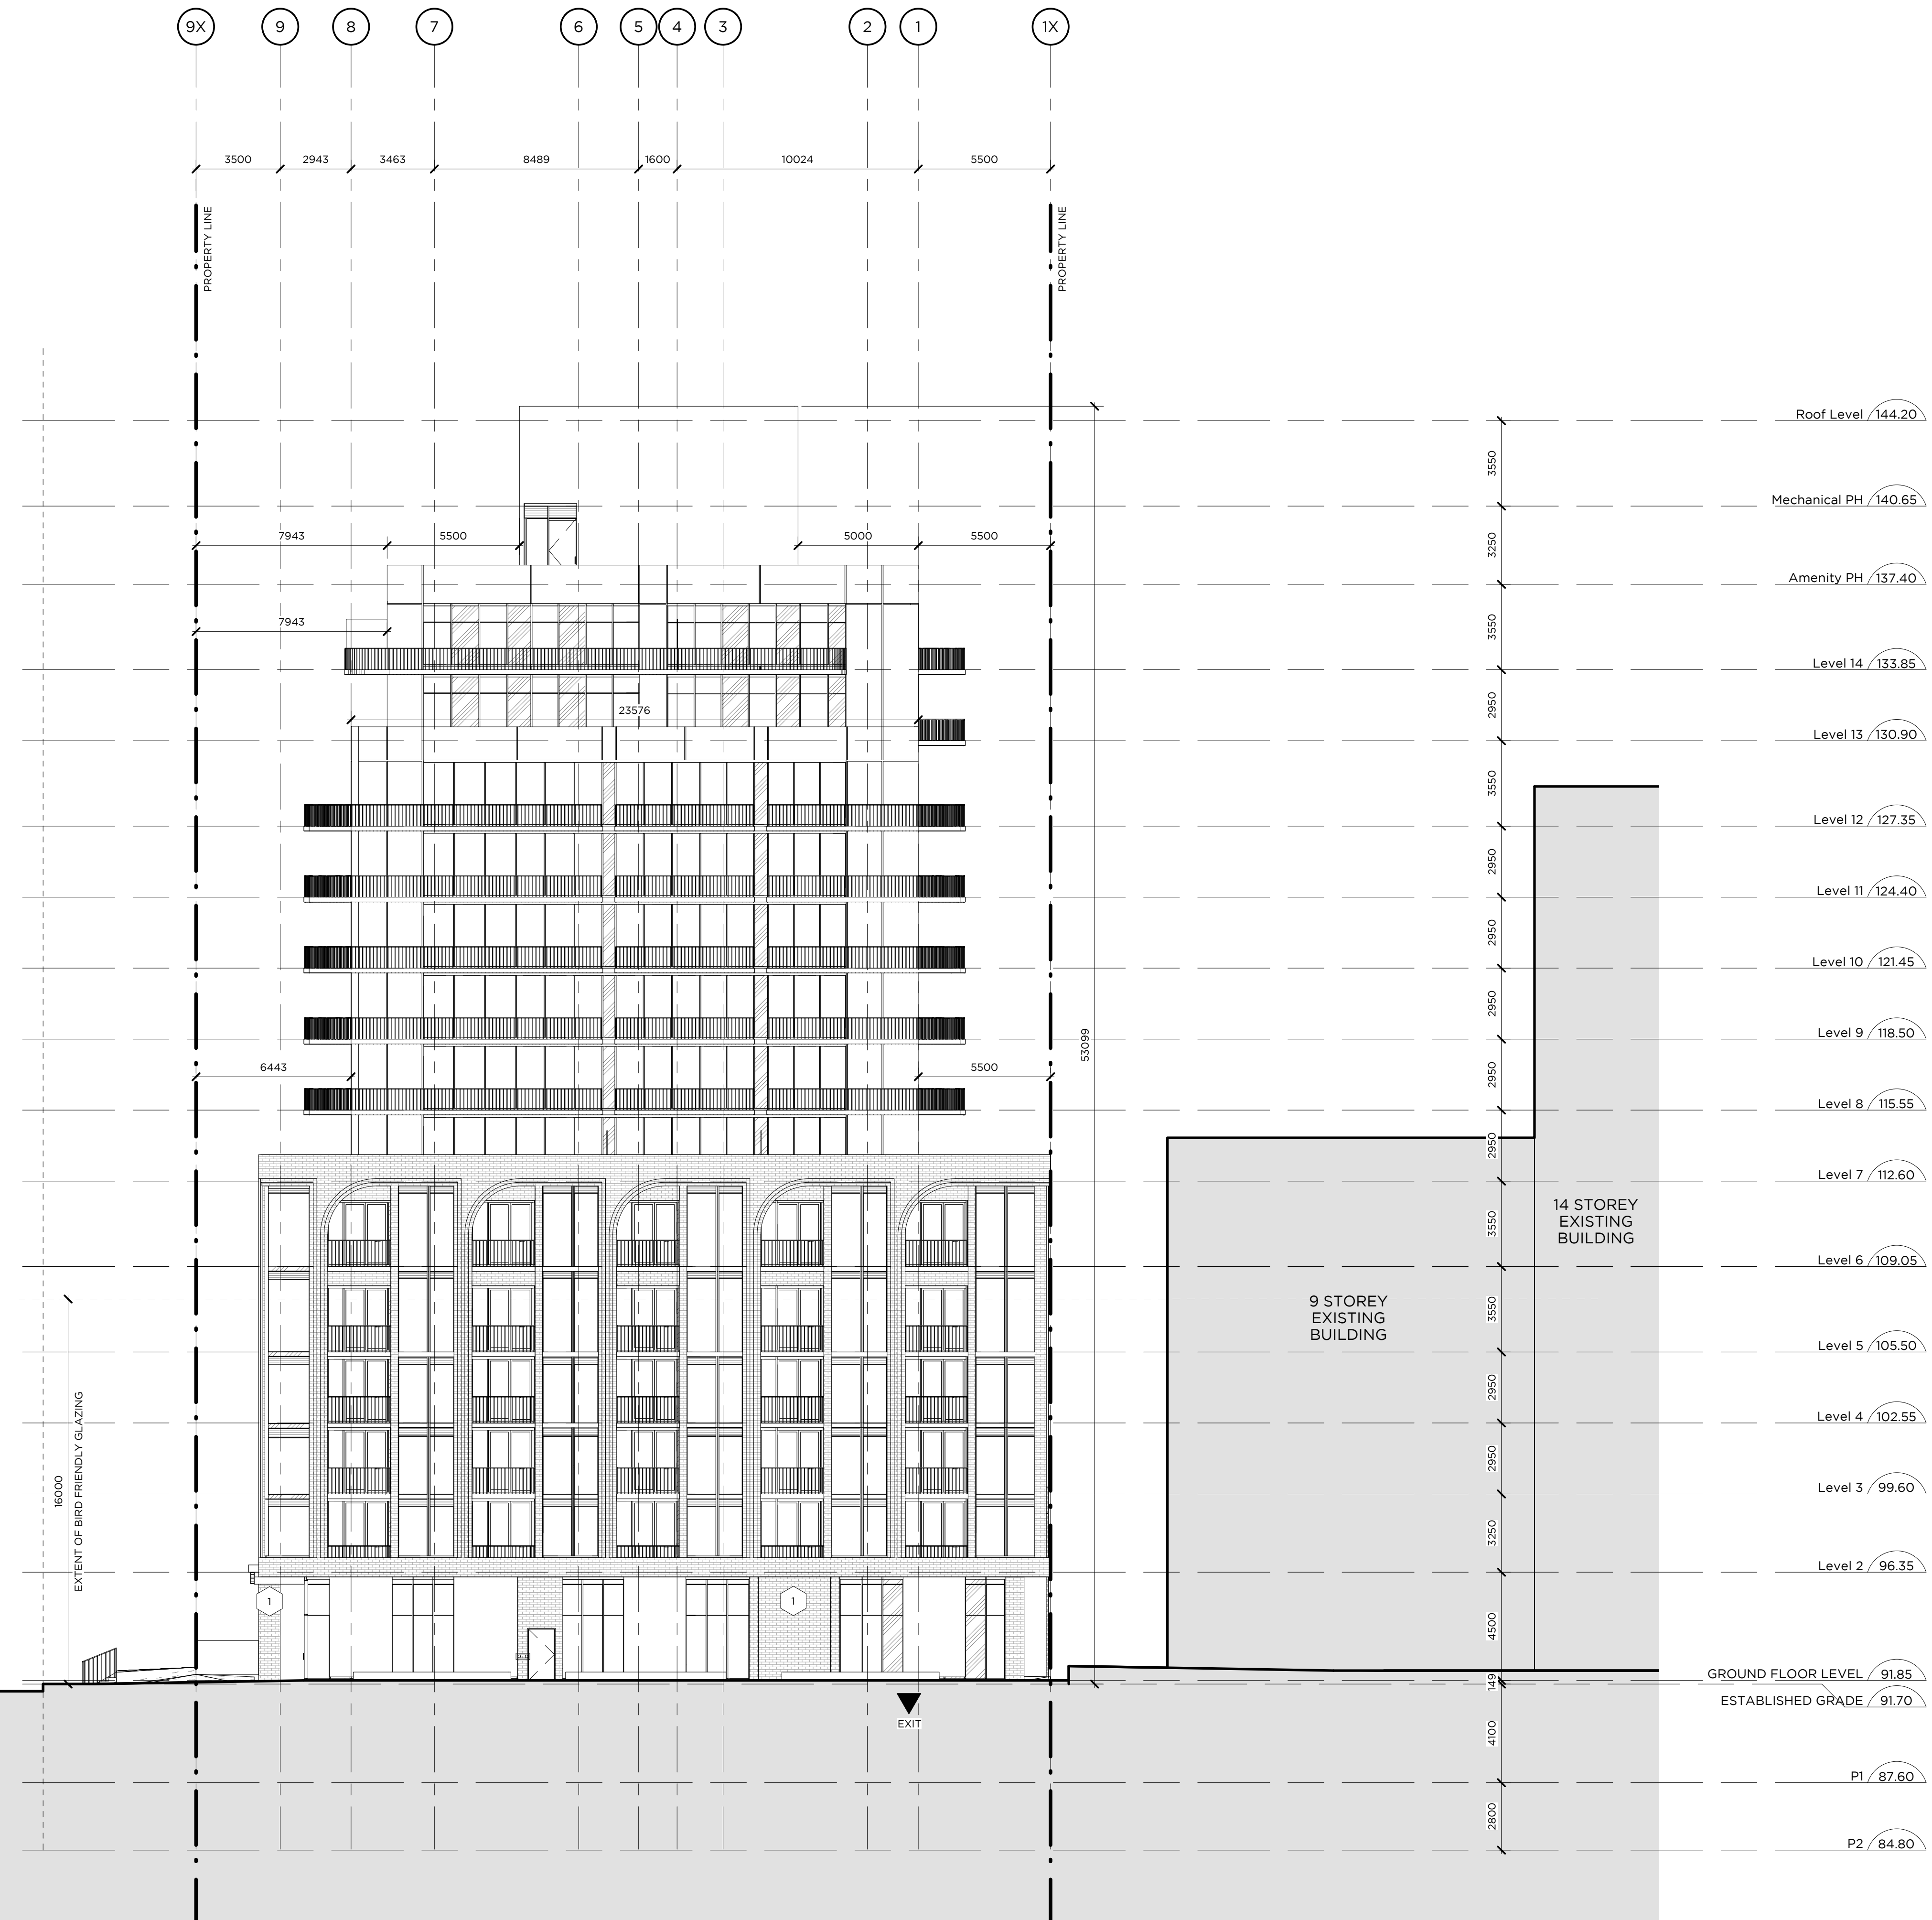 9X 9 8 7 6 5 4 3 2 1 1X
3500 2943 3463 8489 1600 10024 5500
PROPERTY LINE
PROPERTY LINE
Roof Level 144.20
3550
Mechanical PH 140.65
7943 5500 5000 5500
3250
Amenity PH 137.40
7943
3550
Level 14 133.85
23576
2950
Level 13 130.90
3550
Level 12 127.35
2950
Level 11 124.40
2950
Level 10 121.45
2950
Level 9 118.50
53099
6443 5500
2950
Level 8 115.55
2950
Level 7 112.60
14 STOREY
EXISTING
BUILDING
3550
Level 6 109.05
9 STOREY
EXISTING
BUILDING
3550
Level 5 105.50
2950
Level 4 102.55
2950
16000
EXTENT OF BIRD FRIENDLY GLAZING
Level 3 99.60
3250
Level 2 96.35
1 1
4500
GROUND FLOOR LEVEL 91.85
149
ESTABLISHED GRADE 91.70
EXIT
4100
P1 87.60
2800
P2 84.80